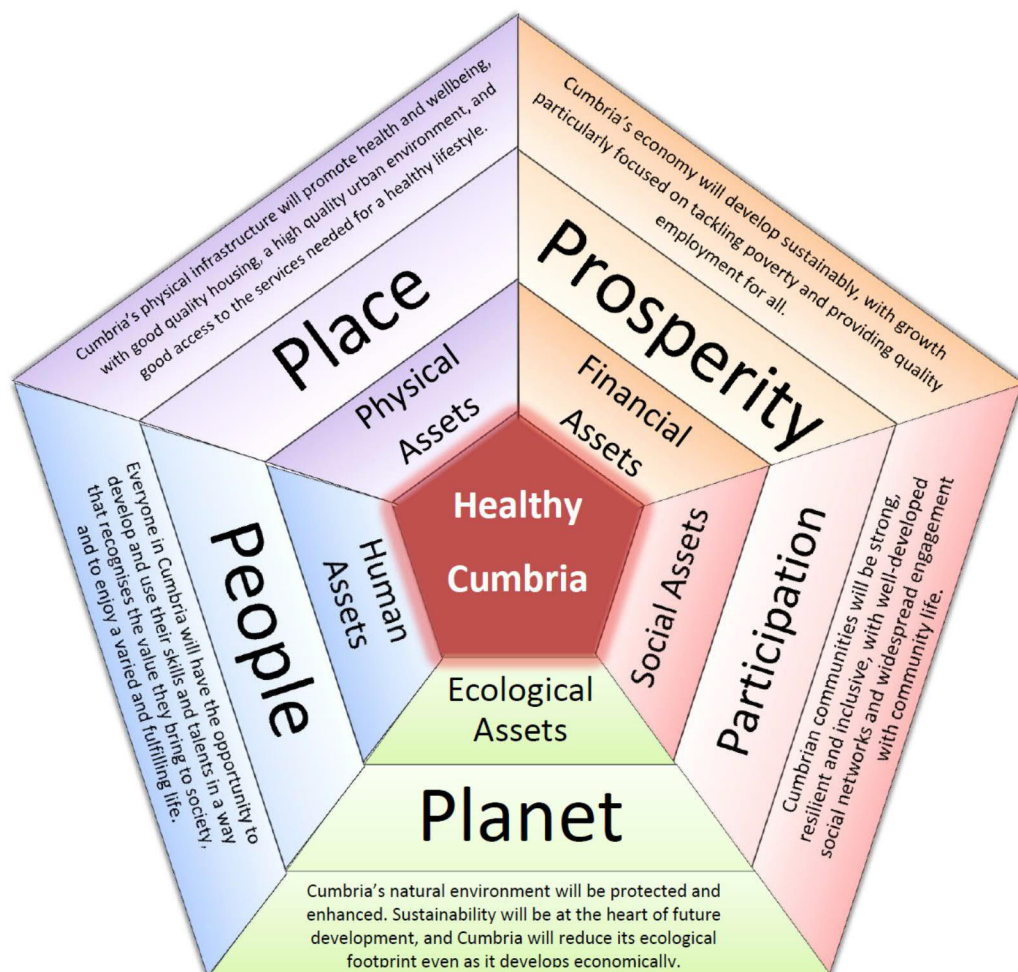 Cumbria's physical infrastructure will promote health and wellbeing,
with good quality housing, a high quality urban environment, and
good access to the services needed for a healthy lifestyle.
Place
Physical
Assets
Cumbria's economy will develop sustainably, with growth
particularly focused on tackling poverty and providing quality
employment for all.
Prosperity
Financial
Assets
Healthy
Cumbria
Everyone in Cumbria will have the opportunity to
develop and use their skills and talents in a way
that recognises the value they bring to society,
and to enjoy a varied and fulfilling life.
People
Human
Assets
Social Assets
Participation
Cumbrian communities will be strong,
resilient and inclusive, with well-developed
social networks and widespread engagement
with community life.
Ecological
Assets
Planet
Cumbria's natural environment will be protected and
enhanced. Sustainability will be at the heart of future
development, and Cumbria will reduce its ecological
footprint even as it develops economically.